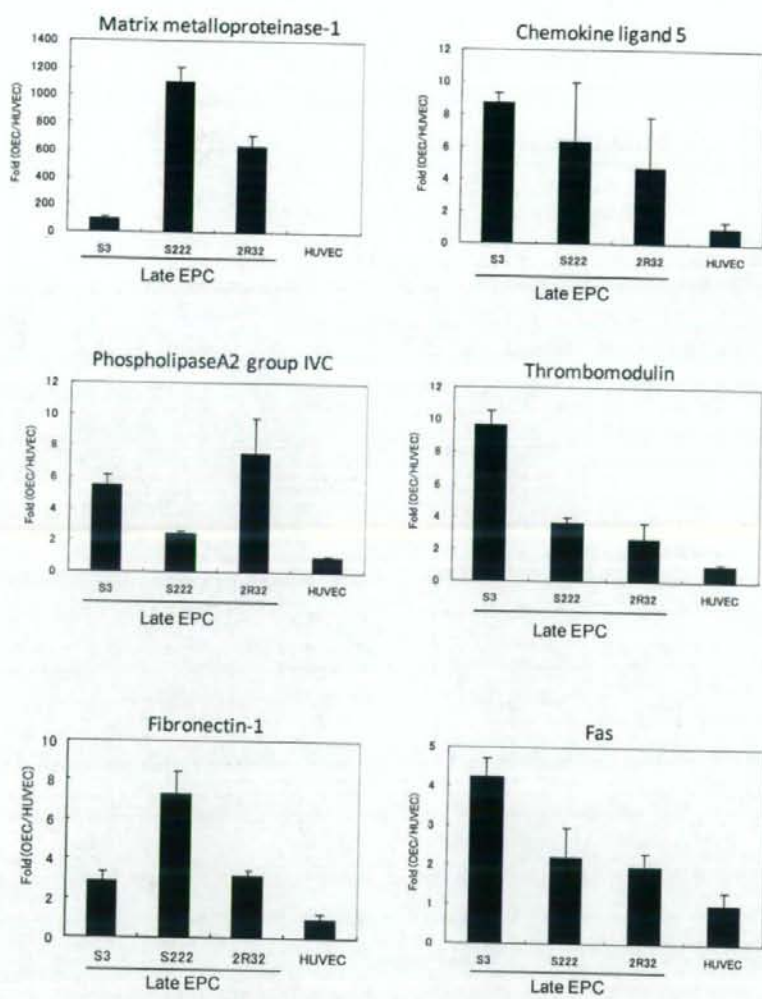 Matrix metalloproteinase-1
Fold (OEC/HUVEC)
1400
1200
1000
800
600
400
200
0
S3 S222 2R32 HUVEC
Late EPC
Chemokine ligand 5
Fold (OEC/HUVEC)
12
10
8
6
4
2
0
S3 S222 2R32 HUVEC
Late EPC
PhospholipaseA2 group IVC
Fold (OEC/HUVEC)
12
10
8
6
4
2
0
S3 S222 2R32 HUVEC
Late EPC
Thrombomodulin
Fold (OEC/HUVEC)
12
10
8
6
4
2
0
S3 S222 2R32 HUVEC
Late EPC
Fibronectin-1
Fold (OEC/HUVEC)
10
8
6
4
2
0
S3 S222 2R32 HUVEC
Late EPC
Fas
Fold (OEC/HUVEC)
5
4
3
2
1
0
S3 S222 2R32 HUVEC
Late EPC